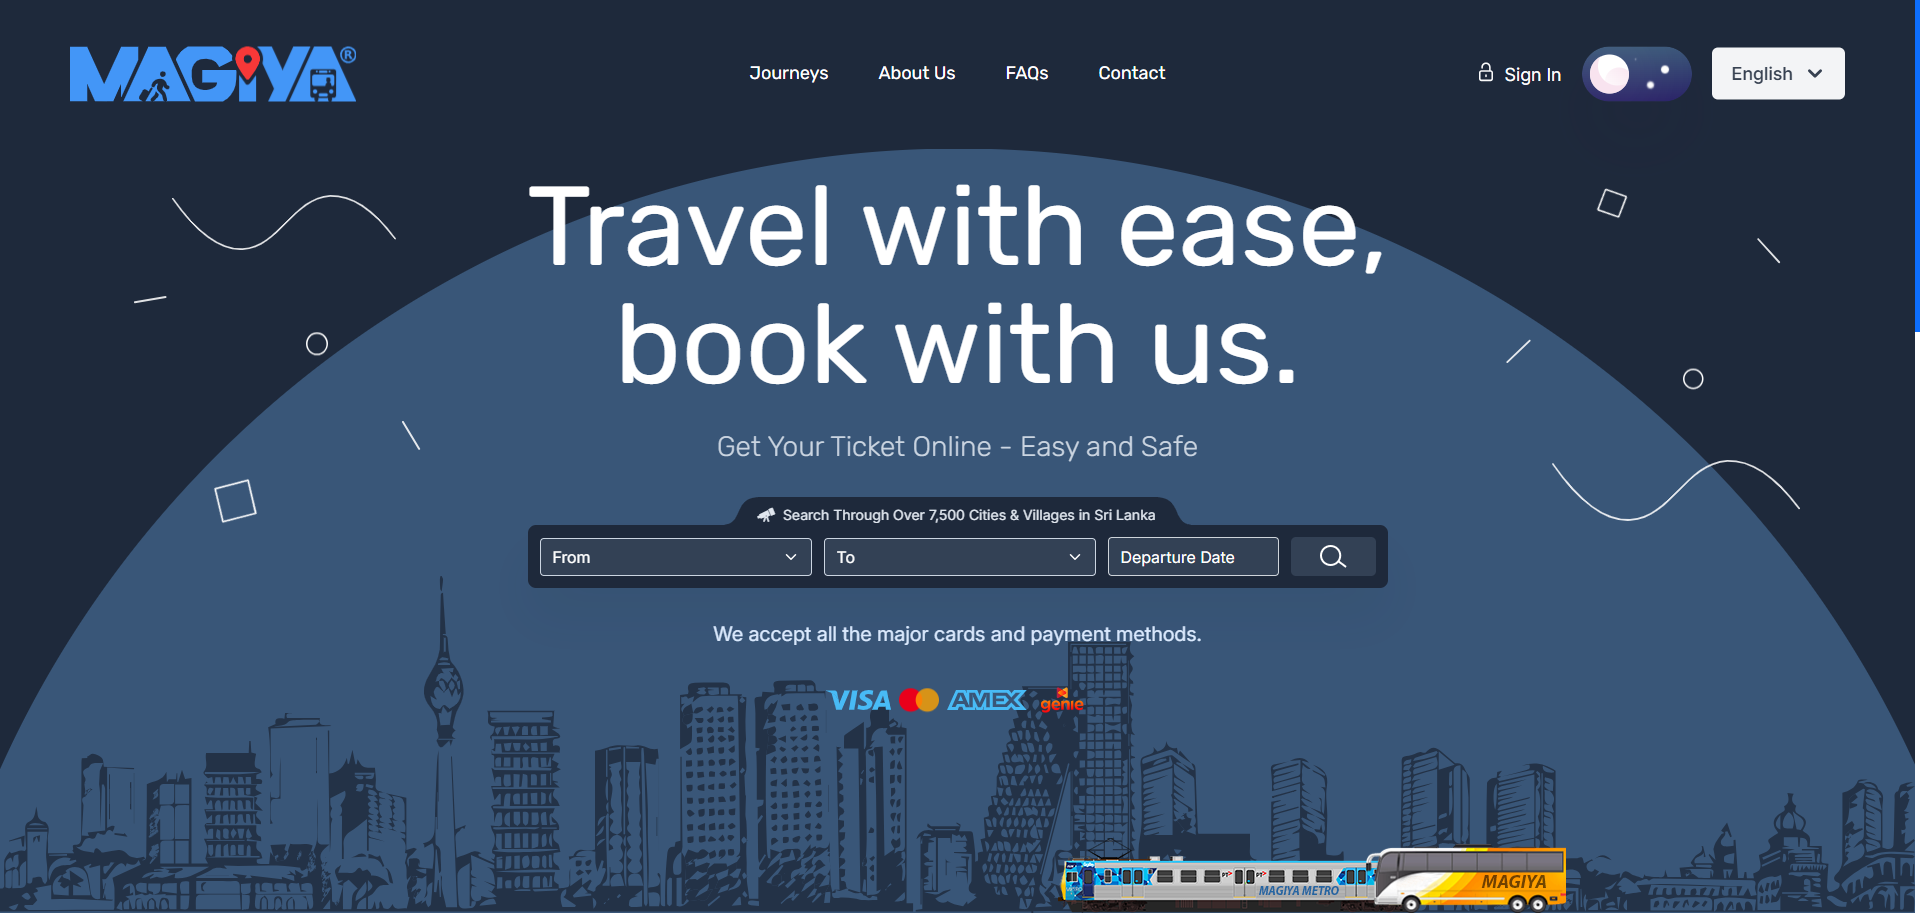 MAGIYA®
Journeys
About Us
FAQs
Contact
Sign In
English
Travel with ease,
book with us.
Get Your Ticket Online - Easy and Safe
Search Through Over 7,500 Cities & Villages in Sri Lanka
From
To
Departure Date
We accept all the major cards and payment methods.
VISA
AMEX
genie
MAGIYA METRO
MAGIYA